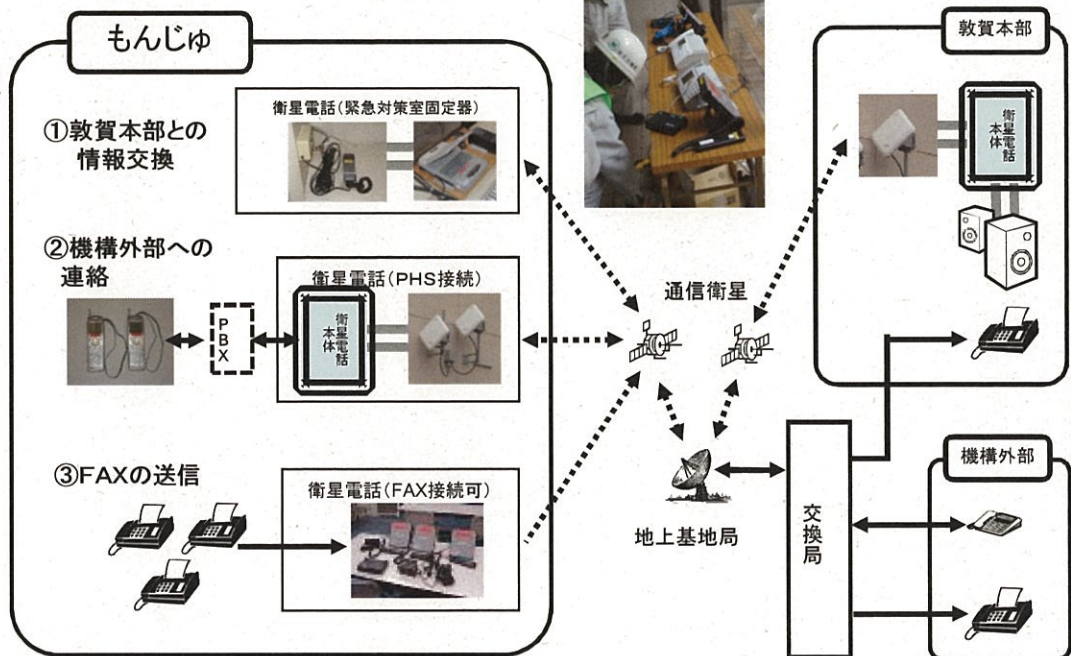 もんじゅ
①敦賀本部との
情報交換
衛星電話(緊急対策室固定器)
②機構外部への
連絡
PBX
衛星電話(PHS接続)
衛星電話
本体
③FAXの送信
衛星電話(FAX接続可)
通信衛星
地上基地局
交換局
敦賀本部
衛星電話
本体
機構外部